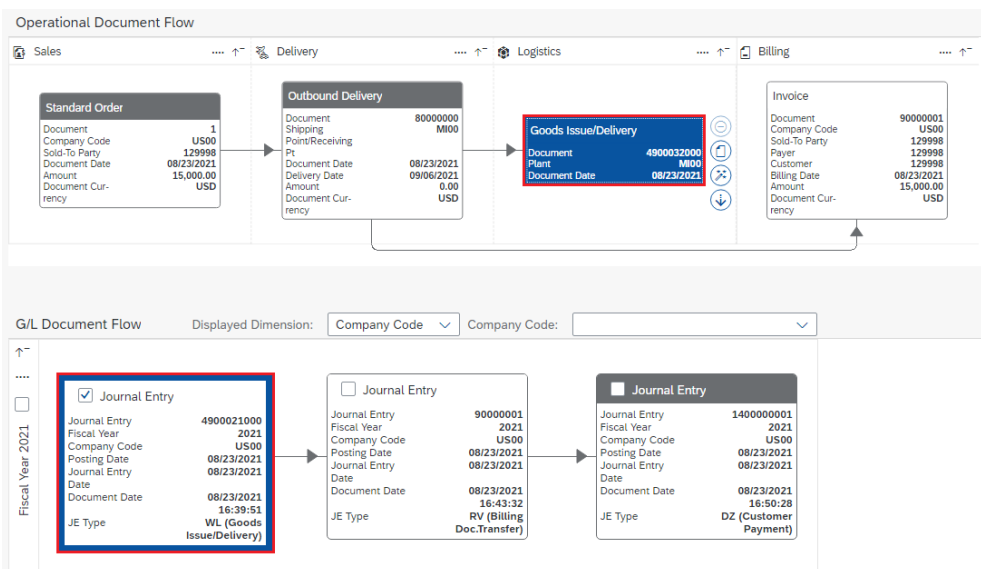 Operational Document Flow
Sales
Delivery
Logistics
Billing
Standard Order
Document 1
Company Code US00
Sold-To Party 129998
Document Date 08/23/2021
Amount 15,000.00
Document Cur- USD
rency
Outbound Delivery
Document 80000000
Shipping MI00
Point/Receiving
Pt
Document Date 08/23/2021
Delivery Date 09/06/2021
Amount 0.00
Document Cur- USD
rency
Goods Issue/Delivery
Document 4900032000
Plant MI00
Document Date 08/23/2021
Invoice
Document 90000001
Company Code US00
Sold-To Party 129998
Payer 129998
Customer 129998
Billing Date 08/23/2021
Amount 15,000.00
Document Cur- USD
rency
G/L Document Flow
Displayed Dimension: Company Code Company Code:
Fiscal Year 2021
Journal Entry
Journal Entry 4900021000
Fiscal Year 2021
Company Code US00
Posting Date 08/23/2021
Journal Entry 08/23/2021
Date
Document Date 08/23/2021
16:39:51
JE Type WL (Goods
Issue/Delivery)
Journal Entry
Journal Entry 90000001
Fiscal Year 2021
Company Code US00
Posting Date 08/23/2021
Journal Entry 08/23/2021
Date
Document Date 08/23/2021
16:43:32
JE Type RV (Billing
Doc.Transfer)
Journal Entry
Journal Entry 1400000001
Fiscal Year 2021
Company Code US00
Posting Date 08/23/2021
Journal Entry 08/23/2021
Date
Document Date 08/23/2021
16:50:28
JE Type DZ (Customer
Payment)